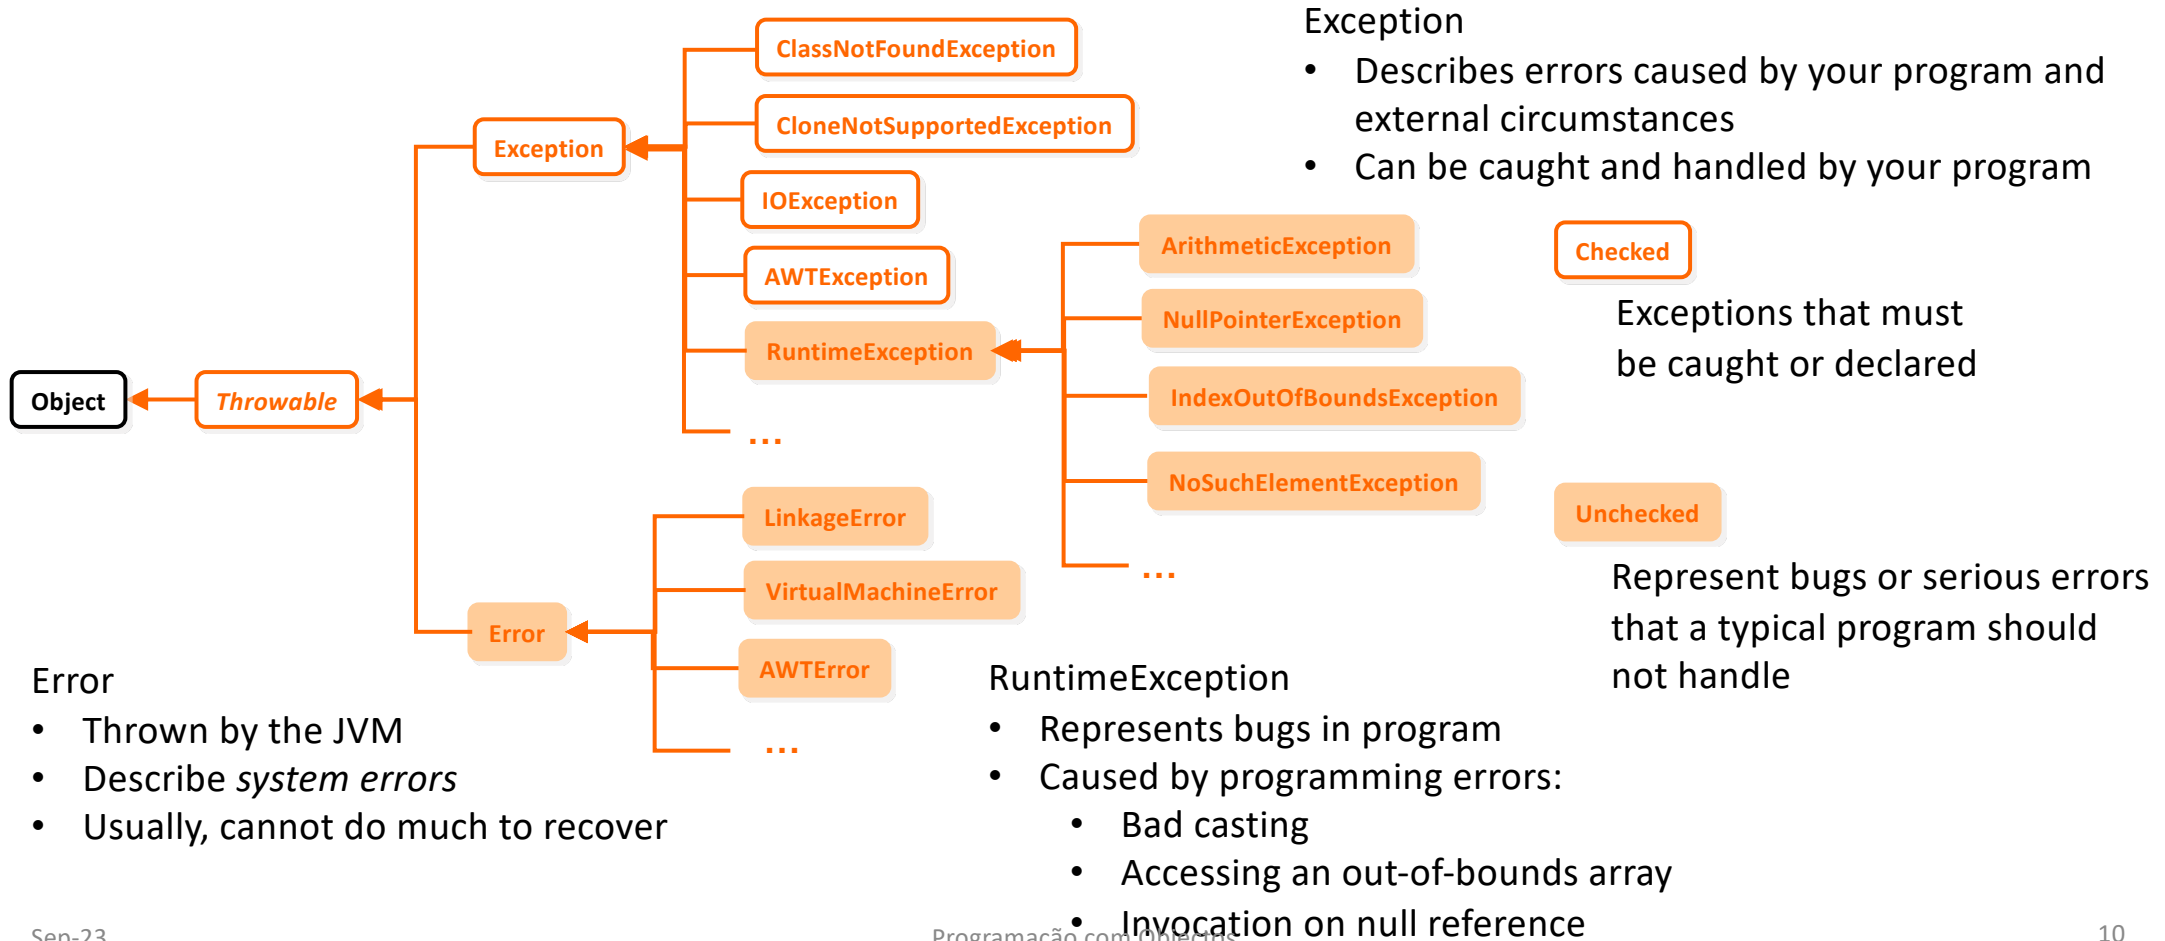 Exception
• Describes errors caused by your program and
external circumstances
• Can be caught and handled by your program
ClassNotFoundException
CloneNotSupportedException
Exception
IOException
AWTException
RuntimeException
...
Object
Throwable
ArithmeticException
NullPointerException
IndexOutOfBoundsException
NoSuchElementException
...
Checked
Exceptions that must
be caught or declared
Unchecked
Represent bugs or serious errors
that a typical program should
not handle
LinkageError
VirtualMachineError
Error
AWTError
...
Error
• Thrown by the JVM
• Describe system errors
• Usually, cannot do much to recover
RuntimeException
• Represents bugs in program
• Caused by programming errors:
• Bad casting
• Accessing an out-of-bounds array
• Invocation on null reference
Sep-23
Programação com Objectos
10